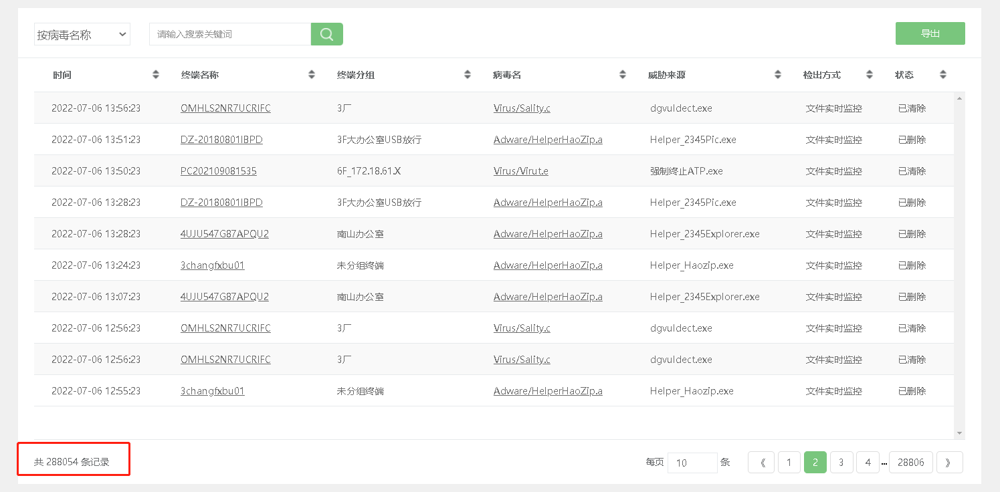 按病毒名称 请输入搜索关键词 导出
时间 终端名称 终端分组 病毒名 威胁来源 检出方式 状态
2022-07-06 13:56:23 OMHLS2NR7UCRIFC 3厂 Virus/Sality.c dgvuldect.exe 文件实时监控 已清除
2022-07-06 13:51:23 DZ-20180801IBPD 3F大办公室USB放行 Adware/HelperHaoZip.a Helper_2345Pic.exe 文件实时监控 已删除
2022-07-06 13:50:23 PC202109081535 6F_172.18.61.X Virus/Virut.e 强制终止ATP.exe 文件实时监控 已清除
2022-07-06 13:28:23 DZ-20180801IBPD 3F大办公室USB放行 Adware/HelperHaoZip.a Helper_2345Pic.exe 文件实时监控 已删除
2022-07-06 13:28:23 4UJU547G87APQU2 南山办公室 Adware/HelperHaoZip.a Helper_2345Explorer.exe 文件实时监控 已删除
2022-07-06 13:24:23 3changfxbu01 未分组终端 Adware/HelperHaoZip.a Helper_Haozip.exe 文件实时监控 已删除
2022-07-06 13:07:23 4UJU547G87APQU2 南山办公室 Adware/HelperHaoZip.a Helper_2345Explorer.exe 文件实时监控 已删除
2022-07-06 12:56:23 OMHLS2NR7UCRIFC 3厂 Virus/Sality.c dgvuldect.exe 文件实时监控 已清除
2022-07-06 12:56:23 OMHLS2NR7UCRIFC 3厂 Virus/Sality.c dgvuldect.exe 文件实时监控 已清除
2022-07-06 12:55:23 3changfxbu01 未分组终端 Adware/HelperHaoZip.a Helper_Haozip.exe 文件实时监控 已删除
共 288054 条记录 每页 10 条 《 1 2 3 4 ... 28806 》